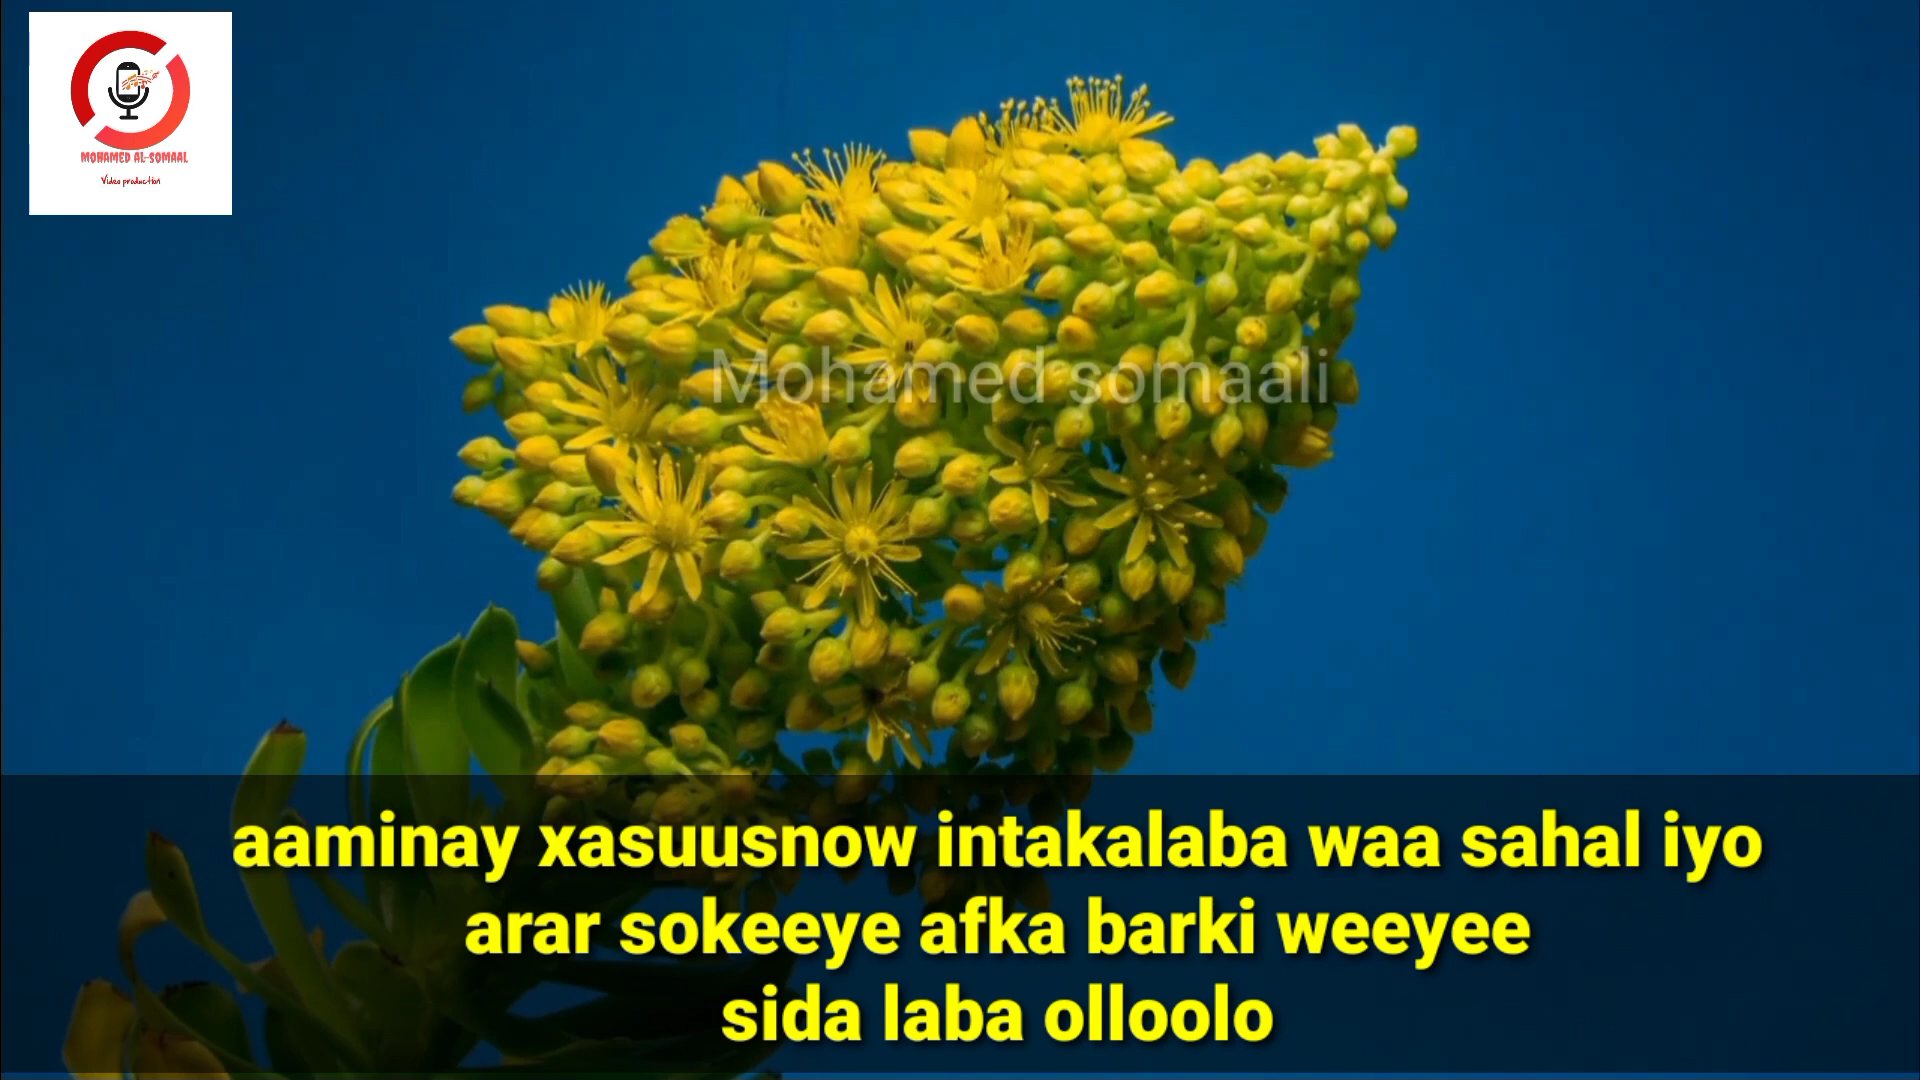 MOHAMED AL-SOMAAL
Video production
Mohamed somaali
aaminay xasuusnow intakalaba waa sahal iyo
arar sokeeye afka barki weeyee
sida laba olloolo